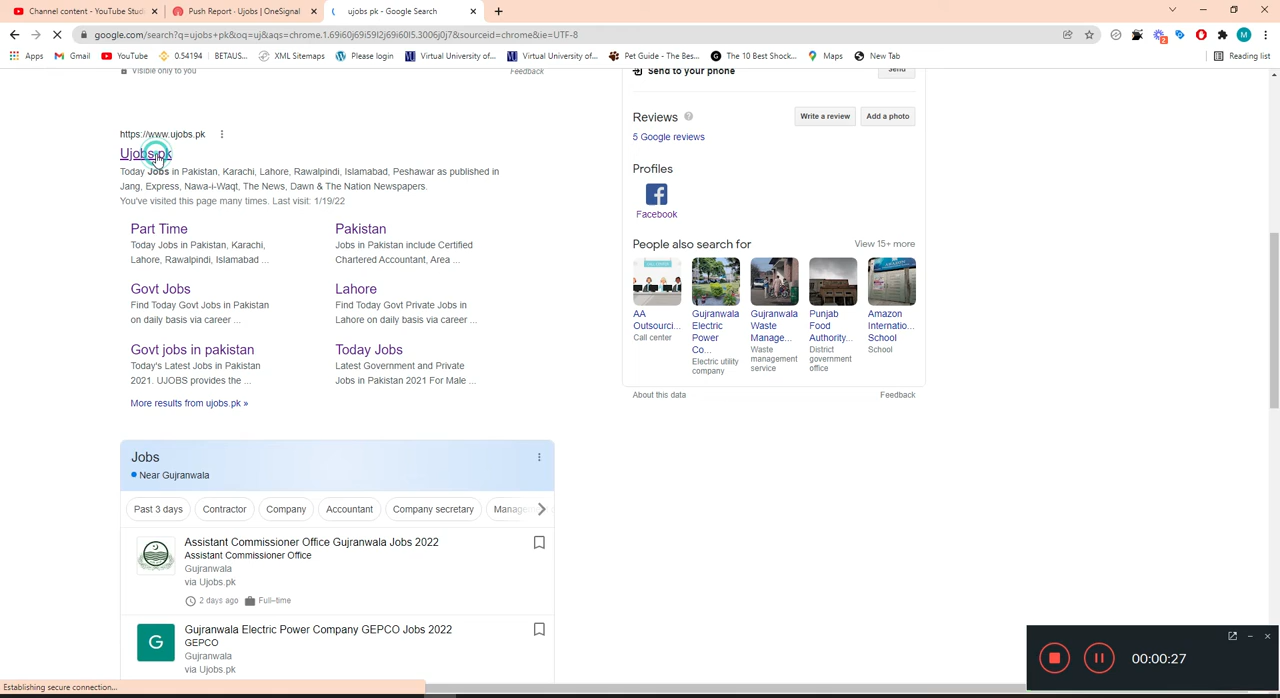 Channel content - YouTube Stud
Push Report - Ujobs | OneSignal
ujobs pk - Google Search
google.com/search?q=ujobs+pk&oq=uj&aqs=chrome.1.69i60j69i59l2j69i60l5.3006j0j7&sourceid=chrome&ie=UTF-8
M
Apps
Gmail
YouTube
0.54194
BETAUS...
XML Sitemaps
Please login
Virtual University of...
Virtual University of...
Pet Guide - The Bes...
The 10 Best Shock...
Maps
New Tab
Reading list
Visible only to you
Feedback
https://www.ujobs.pk
Ujobs.pk
Today Jobs in Pakistan, Karachi, Lahore, Rawalpindi, Islamabad, Peshawar as published in
Jang, Express, Nawa-i-Waqt, The News, Dawn & The Nation Newspapers.
You've visited this page many times. Last visit: 1/19/22
Part Time
Today Jobs in Pakistan, Karachi,
Lahore, Rawalpindi, Islamabad ...
Pakistan
Jobs in Pakistan include Certified
Chartered Accountant, Area ...
Govt Jobs
Find Today Govt Jobs in Pakistan
on daily basis via career ...
Lahore
Find Today Govt Private Jobs in
Lahore on daily basis via career ...
Govt jobs in pakistan
Today's Latest Jobs in Pakistan
2021. UJOBS provides the ...
Today Jobs
Latest Government and Private
Jobs in Pakistan 2021 For Male ...
More results from ujobs.pk »
Jobs
Near Gujranwala
Past 3 days
Contractor
Company
Accountant
Company secretary
Manage
Assistant Commissioner Office Gujranwala Jobs 2022
Assistant Commissioner Office
Gujranwala
via Ujobs.pk
2 days ago
Full-time
G
Gujranwala Electric Power Company GEPCO Jobs 2022
GEPCO
Gujranwala
via Ujobs.pk
Send to your phone
Send
Reviews
Write a review
Add a photo
5 Google reviews
Profiles
Facebook
People also search for
View 15+ more
AA
Outsourci...
Call center
Gujranwala
Electric
Power
Co...
Electric utility
company
Gujranwala
Waste
Manage...
Waste
management
service
Punjab
Food
Authority...
District
government
office
Amazon
Internatio...
School
School
About this data
Feedback
00:00:27
Establishing secure connection...